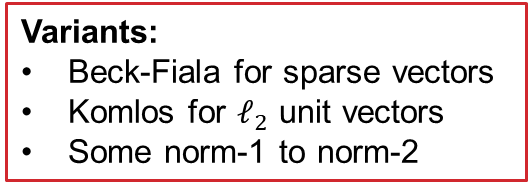 Variants:
• Beck-Fiala for sparse vectors
• Komlos for ℓ₂ unit vectors
• Some norm-1 to norm-2